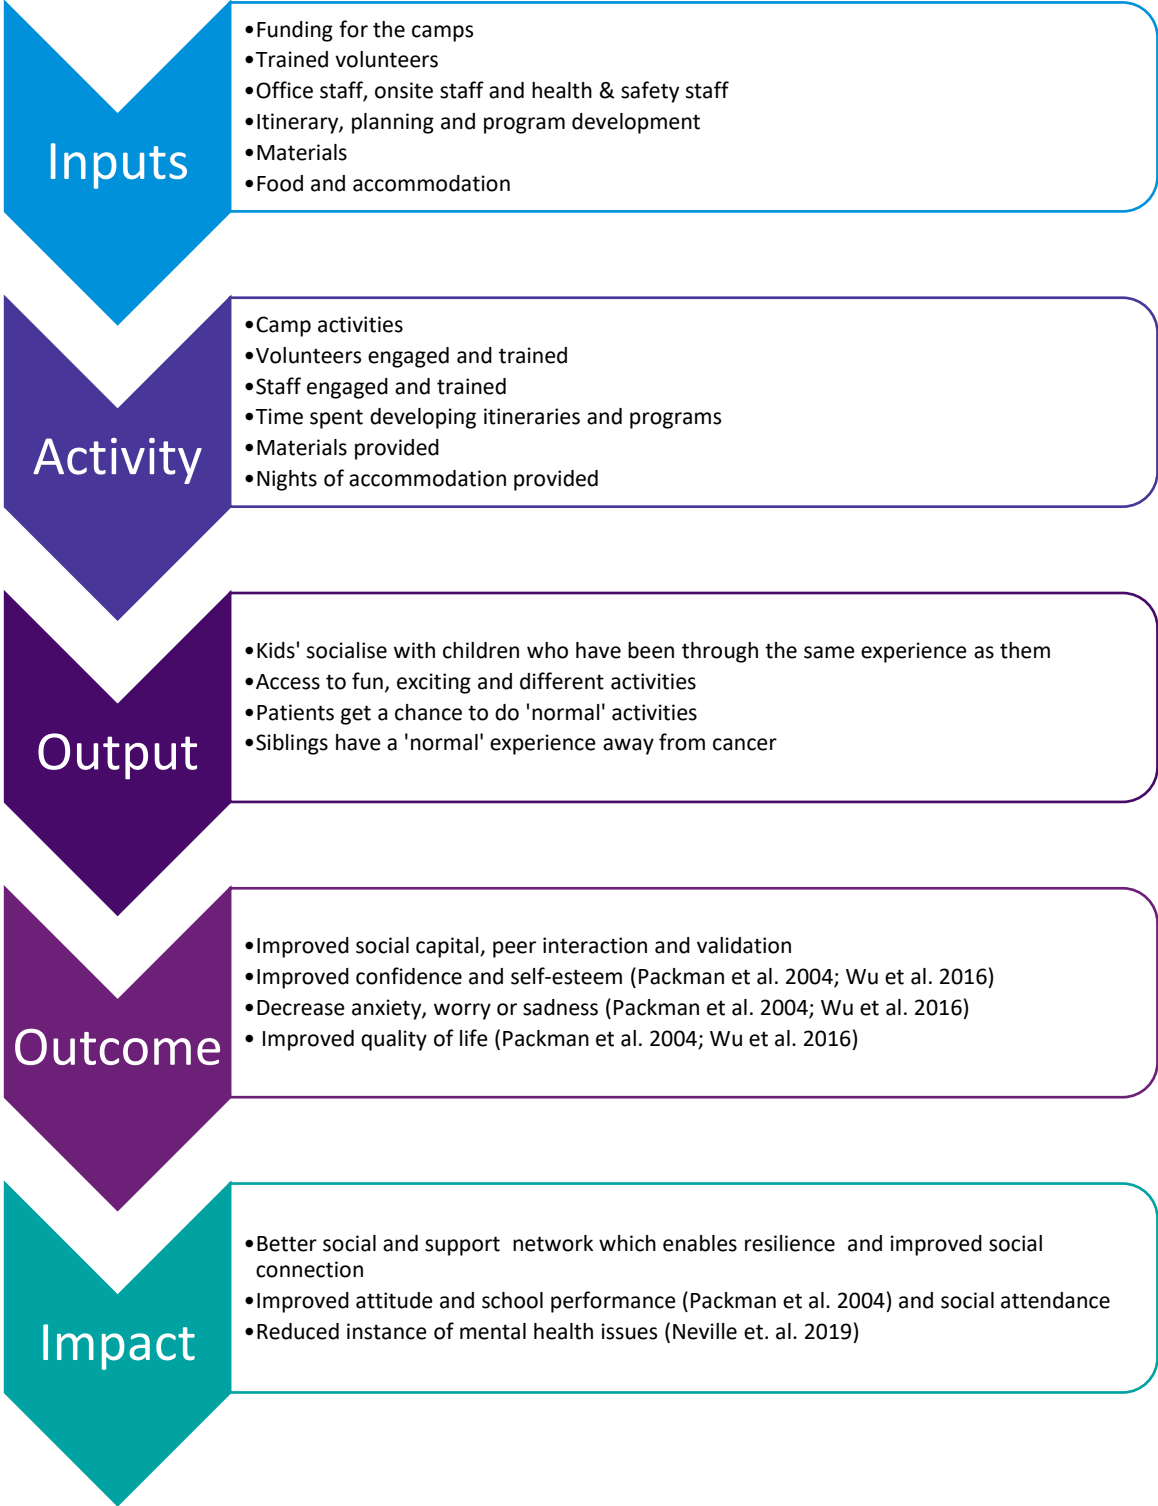 Inputs
•Funding for the camps
•Trained volunteers
•Office staff, onsite staff and health & safety staff
•Itinerary, planning and program development
•Materials
•Food and accommodation
Activity
•Camp activities
•Volunteers engaged and trained
•Staff engaged and trained
•Time spent developing itineraries and programs
•Materials provided
•Nights of accommodation provided
Output
•Kids' socialise with children who have been through the same experience as them
•Access to fun, exciting and different activities
•Patients get a chance to do 'normal' activities
•Siblings have a 'normal' experience away from cancer
Outcome
•Improved social capital, peer interaction and validation
•Improved confidence and self-esteem (Packman et al. 2004; Wu et al. 2016)
•Decrease anxiety, worry or sadness (Packman et al. 2004; Wu et al. 2016)
• Improved quality of life (Packman et al. 2004; Wu et al. 2016)
Impact
•Better social and support  network which enables resilience  and improved social
connection
•Improved attitude and school performance (Packman et al. 2004) and social attendance
•Reduced instance of mental health issues (Neville et. al. 2019)